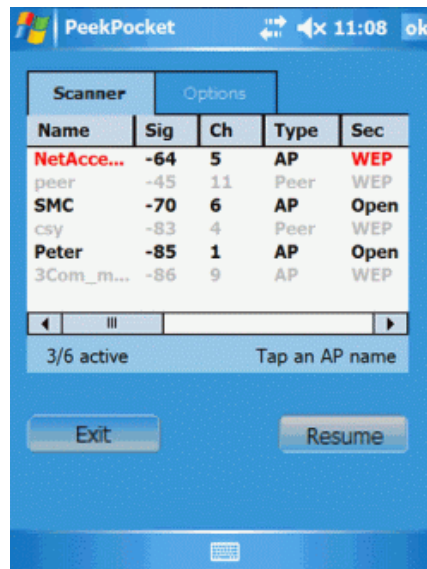 PeekPocket 11:08 ok
Scanner Options
Name Sig Ch Type Sec
NetAcce... -64 5 AP WEP
peer -45 11 Peer WEP
SMC -70 6 AP Open
csy -83 4 Peer WEP
Peter -85 1 AP Open
3Com_m... -86 9 AP WEP
3/6 active Tap an AP name
Exit Resume